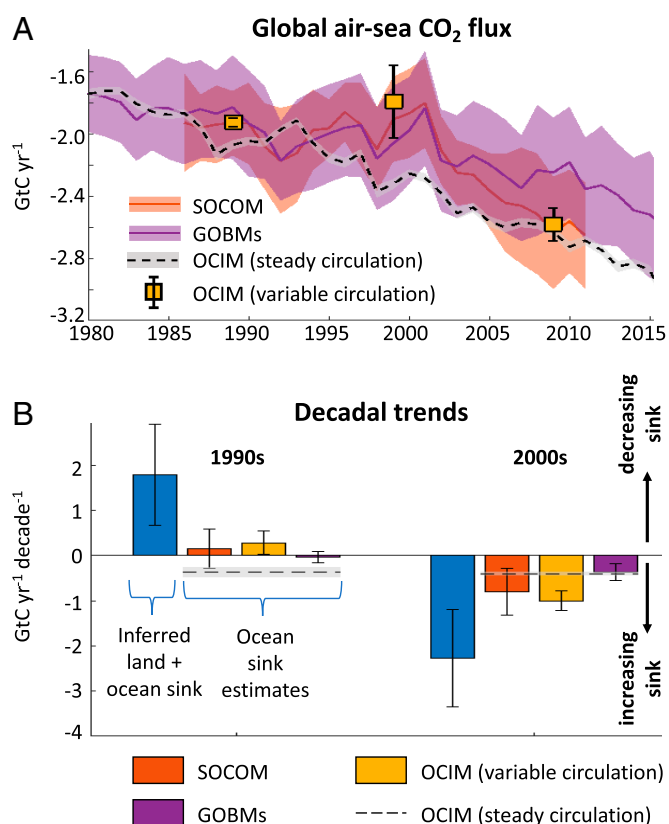 A
Global air-sea CO₂ flux
GtC yr⁻¹
-1.6
-2.0
-2.4
-2.8
-3.2
SOCOM
GOBMs
OCIM (steady circulation)
OCIM (variable circulation)
1980 1985 1990 1995 2000 2005 2010 2015
B
Decadal trends
GtC yr⁻¹ decade⁻¹
2
1
0
-1
-2
-3
-4
1990s
2000s
decreasing
sink
increasing
sink
Inferred
land +
ocean sink
Ocean
sink
estimates
SOCOM
OCIM (variable circulation)
GOBMs
OCIM (steady circulation)